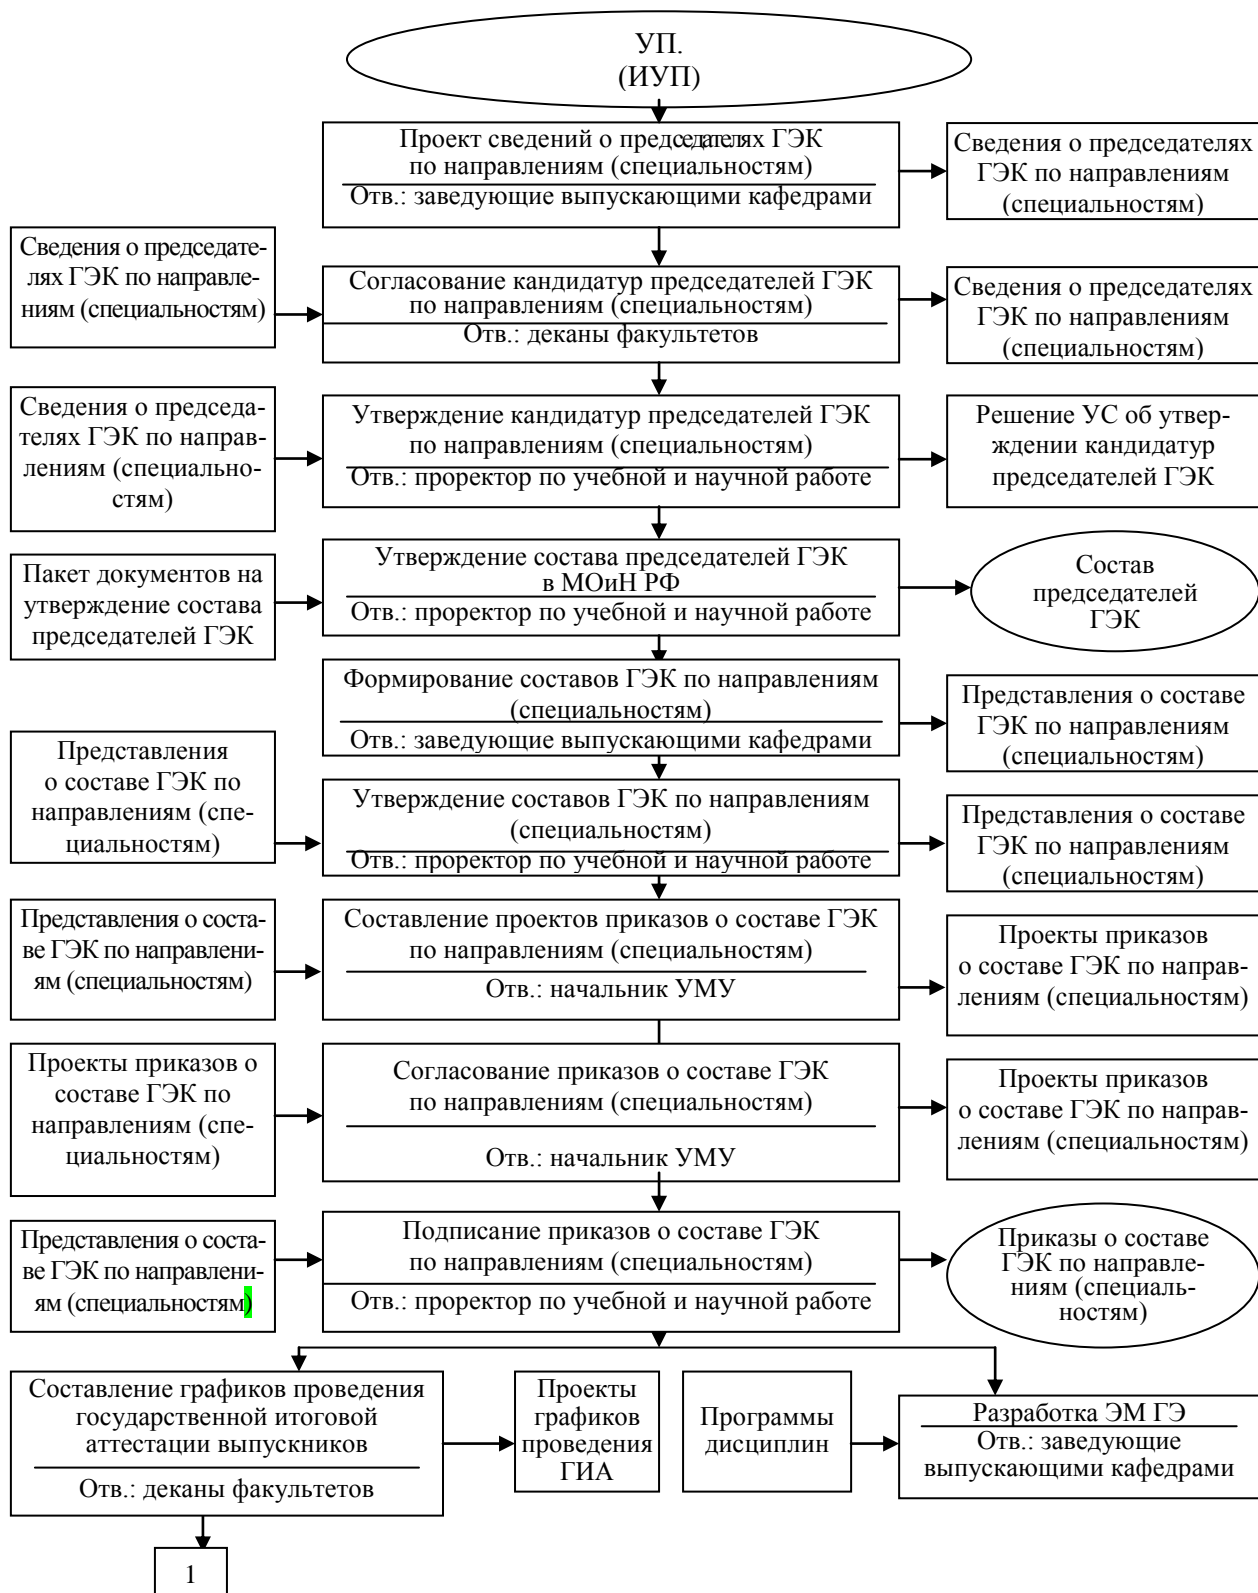 УП.
(ИУП)
Проект сведений о председателях ГЭК
по направлениям (специальностям)
Отв.: заведующие выпускающими кафедрами
Сведения о председателях
ГЭК по направлениям
(специальностям)
Сведения о председате-
лях ГЭК по направле-
ниям (специальностям)
Согласование кандидатур председателей ГЭК
по направлениям (специальностям)
Отв.: деканы факультетов
Сведения о председателях
ГЭК по направлениям
(специальностям)
Сведения о председа-
телях ГЭК по направ-
лениям (специально-
стям)
Утверждение кандидатур председателей ГЭК
по направлениям (специальностям)
Отв.: проректор по учебной и научной работе
Решение УС об утвер-
ждении кандидатур
председателей ГЭК
Пакет документов на
утверждение состава
председателей ГЭК
Утверждение состава председателей ГЭК
в МОиН РФ
Отв.: проректор по учебной и научной работе
Состав
председателей
ГЭК
Формирование составов ГЭК по направлениям
(специальностям)
Отв.: заведующие выпускающими кафедрами
Представления о составе
ГЭК по направлениям
(специальностям)
Представления
о составе ГЭК по
направлениям (спе-
циальностям)
Утверждение составов ГЭК по направлениям
(специальностям)
Отв.: проректор по учебной и научной работе
Представления о составе
ГЭК по направлениям
(специальностям)
Представления о соста-
ве ГЭК по направлени-
ям (специальностям)
Составление проектов приказов о составе ГЭК
по направлениям (специальностям)
Отв.: начальник УМУ
Проекты приказов
о составе ГЭК по направ-
лениям (специальностям)
Проекты приказов о
составе ГЭК по
направлениям (спе-
циальностям)
Согласование приказов о составе ГЭК
по направлениям (специальностям)
Отв.: начальник УМУ
Проекты приказов
о составе ГЭК по направ-
лениям (специальностям)
Представления о соста-
ве ГЭК по направлени-
ям (специальностям)
Подписание приказов о составе ГЭК
по направлениям (специальностям)
Отв.: проректор по учебной и научной работе
Приказы о составе
ГЭК по направле-
ниям (специаль-
ностям)
Составление графиков проведения
государственной итоговой
аттестации выпускников
Отв.: деканы факультетов
Проекты
графиков
проведения
ГИА
Программы
дисциплин
Разработка ЭМ ГЭ
Отв.: заведующие
выпускающими кафедрами
1